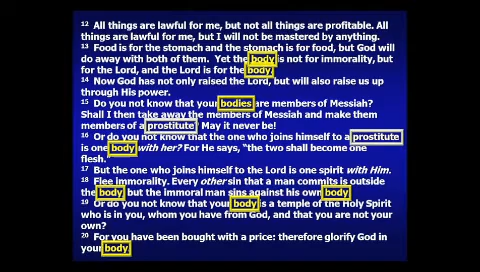 12 All things are lawful for me, but not all things are profitable. All
things are lawful for me, but I will not be mastered by anything.
13 Food is for the stomach and the stomach is for food, but God will
do away with both of them. Yet the body is not for immorality, but
for the Lord, and the Lord is for the body.
14 Now God has not only raised the Lord, but will also raise us up
through His power.
15 Do you not know that your bodies are members of Messiah?
Shall I then take away the members of Messiah and make them
members of a prostitute? May it never be!
16 Or do you not know that the one who joins himself to a prostitute
is one body with her? For He says, “the two shall become one
flesh.”
17 But the one who joins himself to the Lord is one spirit with Him.
18 Flee immorality. Every other sin that a man commits is outside
the body but the immoral man sins against his own body.
19 Or do you not know that your body is a temple of the Holy Spirit
who is in you, whom you have from God, and that you are not your
own?
20 For you have been bought with a price: therefore glorify God in
your body.